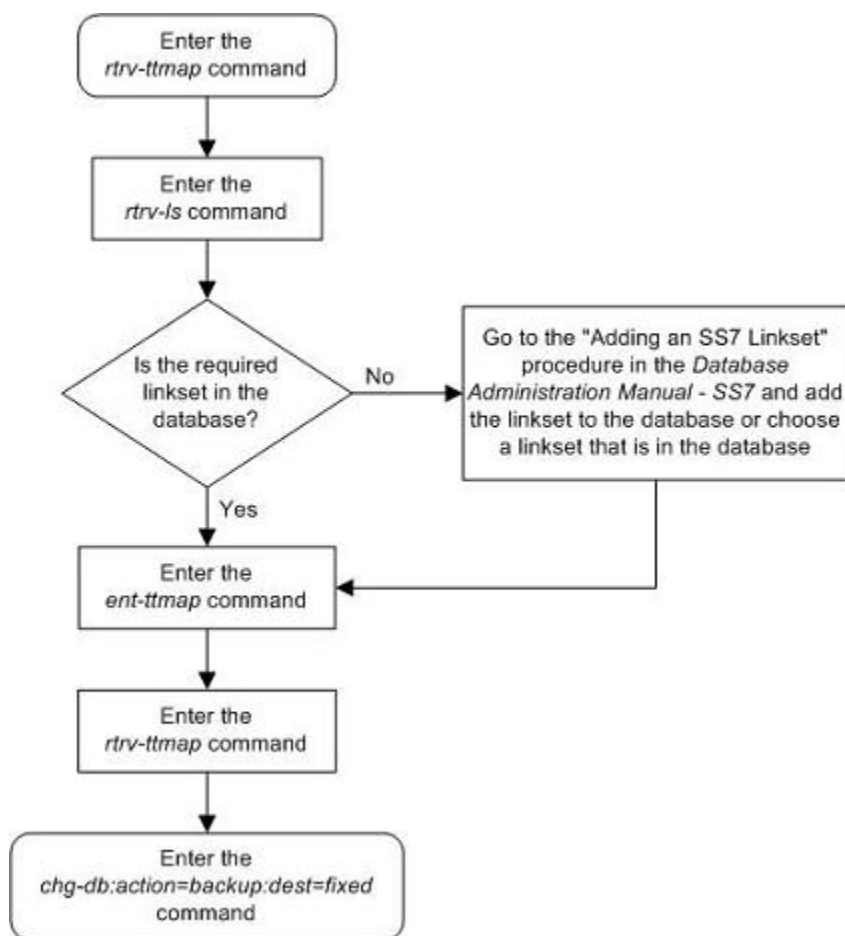 Enter the
rtrv-ttmap command
Enter the
rtrv-ls command
Is the required
linkset in the
database?
No
Go to the "Adding an SS7 Linkset"
procedure in the Database
Administration Manual - SS7 and add
the linkset to the database or choose
a linkset that is in the database
Yes
Enter the
ent-ttmap command
Enter the
rtrv-ttmap command
Enter the
chg-db:action=backup:dest=fixed
command